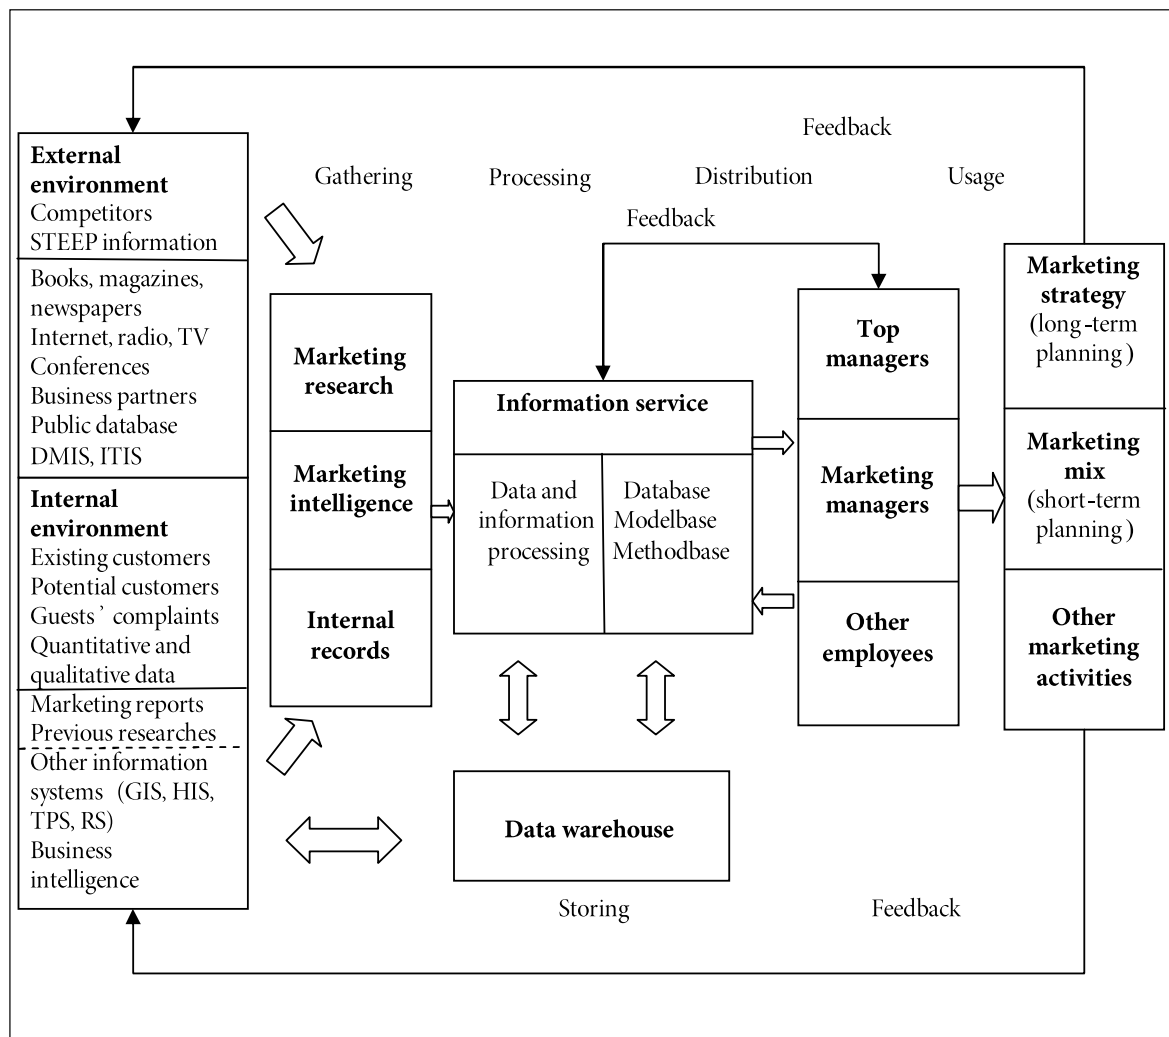 Feedback
Gathering
Processing
Distribution
Usage
Feedback
External
environment
Competitors
STEEP information
Books, magazines,
newspapers
Internet, radio, TV
Conferences
Business partners
Public database
DMIS, ITIS
Internal
environment
Existing customers
Potential customers
Guests’ complaints
Quantitative and
qualitative data
Marketing reports
Previous researches
Other information
systems (GIS, HIS,
TPS, RS)
Business
intelligence
Marketing
research
Marketing
intelligence
Internal
records
Information service
Data and
information
processing
Database
Modelbase
Methodbase
Data warehouse
Storing
Top
managers
Marketing
managers
Other
employees
Marketing
strategy
(long-term
planning)
Marketing
mix
(short-term
planning)
Other
marketing
activities
Feedback